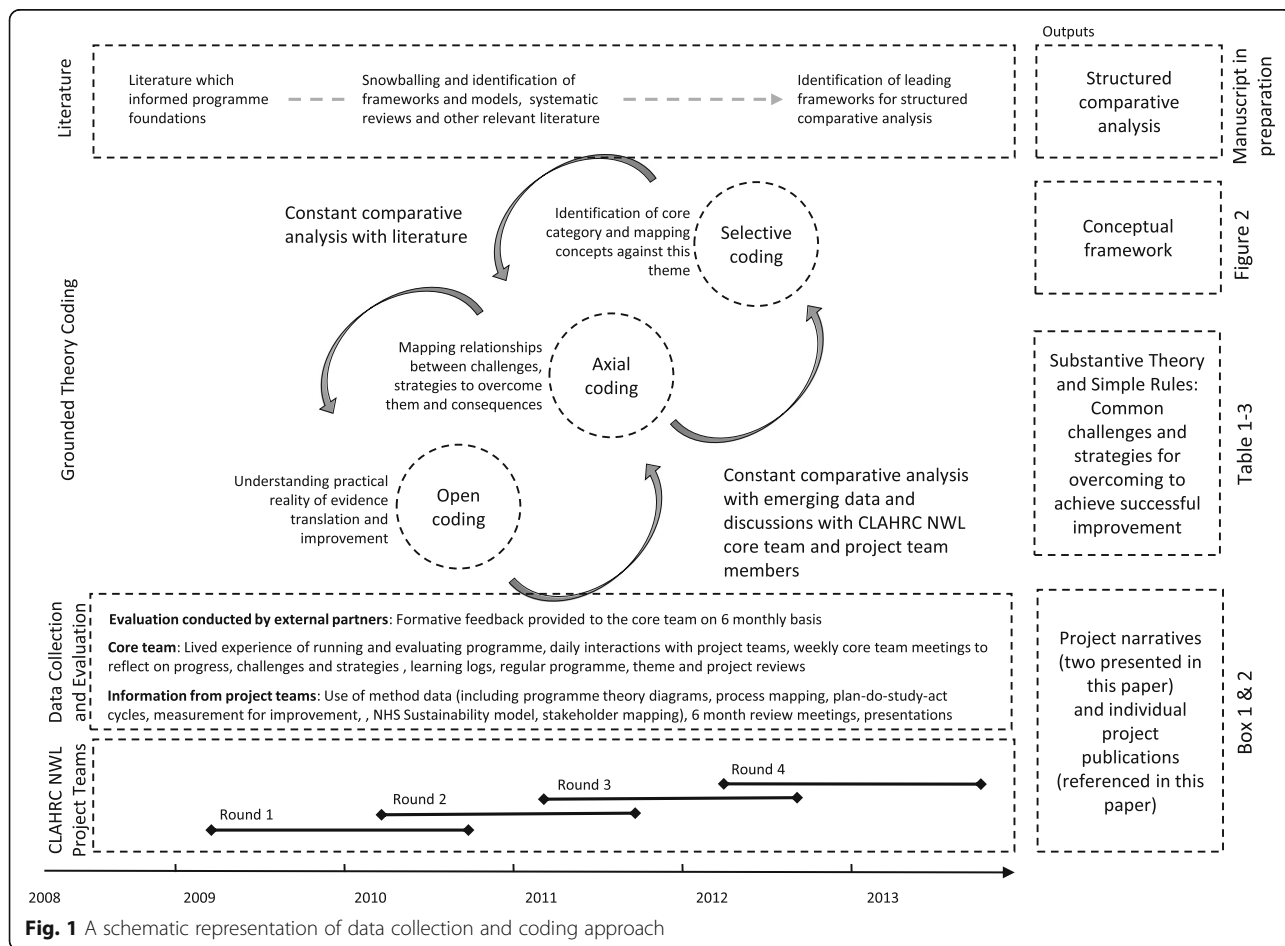 Outputs
Literature
Literature which
informed programme
foundations
Snowballing and identification of
frameworks and models, systematic
reviews and other relevant literature
Identification of leading
frameworks for structured
comparative analysis
Structured
comparative
analysis
Manuscript in
preparation
Grounded Theory Coding
Constant comparative
analysis with literature
Identification of core
category and mapping
concepts against this
theme
Selective
coding
Conceptual
framework
Figure 2
Mapping relationships
between challenges,
strategies to overcome
them and consequences
Axial
coding
Substantive Theory
and Simple Rules:
Common
challenges and
strategies for
overcoming to
achieve successful
improvement
Table 1-3
Understanding practical
reality of evidence
translation and
improvement
Open
coding
Constant comparative analysis
with emerging data and
discussions with CLAHRC NWL
core team and project team
members
Data Collection
and Evaluation
Evaluation conducted by external partners: Formative feedback provided to the core team on 6 monthly basis
Core team: Lived experience of running and evaluating programme, daily interactions with project teams, weekly core team meetings to
reflect on progress, challenges and strategies , learning logs, regular programme, theme and project reviews
Information from project teams: Use of method data (including programme theory diagrams, process mapping, plan-do-study-act
cycles, measurement for improvement, , NHS Sustainability model, stakeholder mapping), 6 month review meetings, presentations
Project narratives
(two presented in
this paper)
and individual
project
publications
(referenced in this
paper)
Box 1 & 2
CLAHRC NWL
Project Teams
Round 1
Round 2
Round 3
Round 4
2008
2009
2010
2011
2012
2013
Fig. 1 A schematic representation of data collection and coding approach